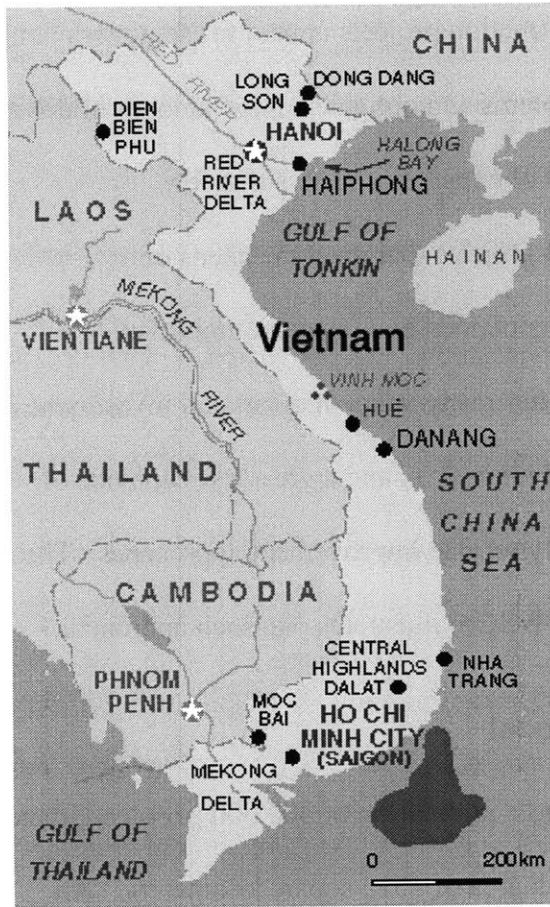 CHINA
RED
RIVER
LONG
SON
DONG DANG
DIEN
BIEN
PHU
HANOI
HALONG
BAY
RED
RIVER
DELTA
HAIPHONG
LAOS
GULF OF
TONKIN
HAINAN
MEKONG
RIVER
VIENTIANE
Vietnam
VINH MOC
HUE
DANANG
THAILAND
SOUTH
CHINA
SEA
CAMBODIA
CENTRAL
HIGHLANDS
DALAT
NHA
TRANG
PHNOM
PENH
MOC
BAI
HO CHI
MINH CITY
(SAIGON)
MEKONG
DELTA
GULF OF
THAILAND
0 200km